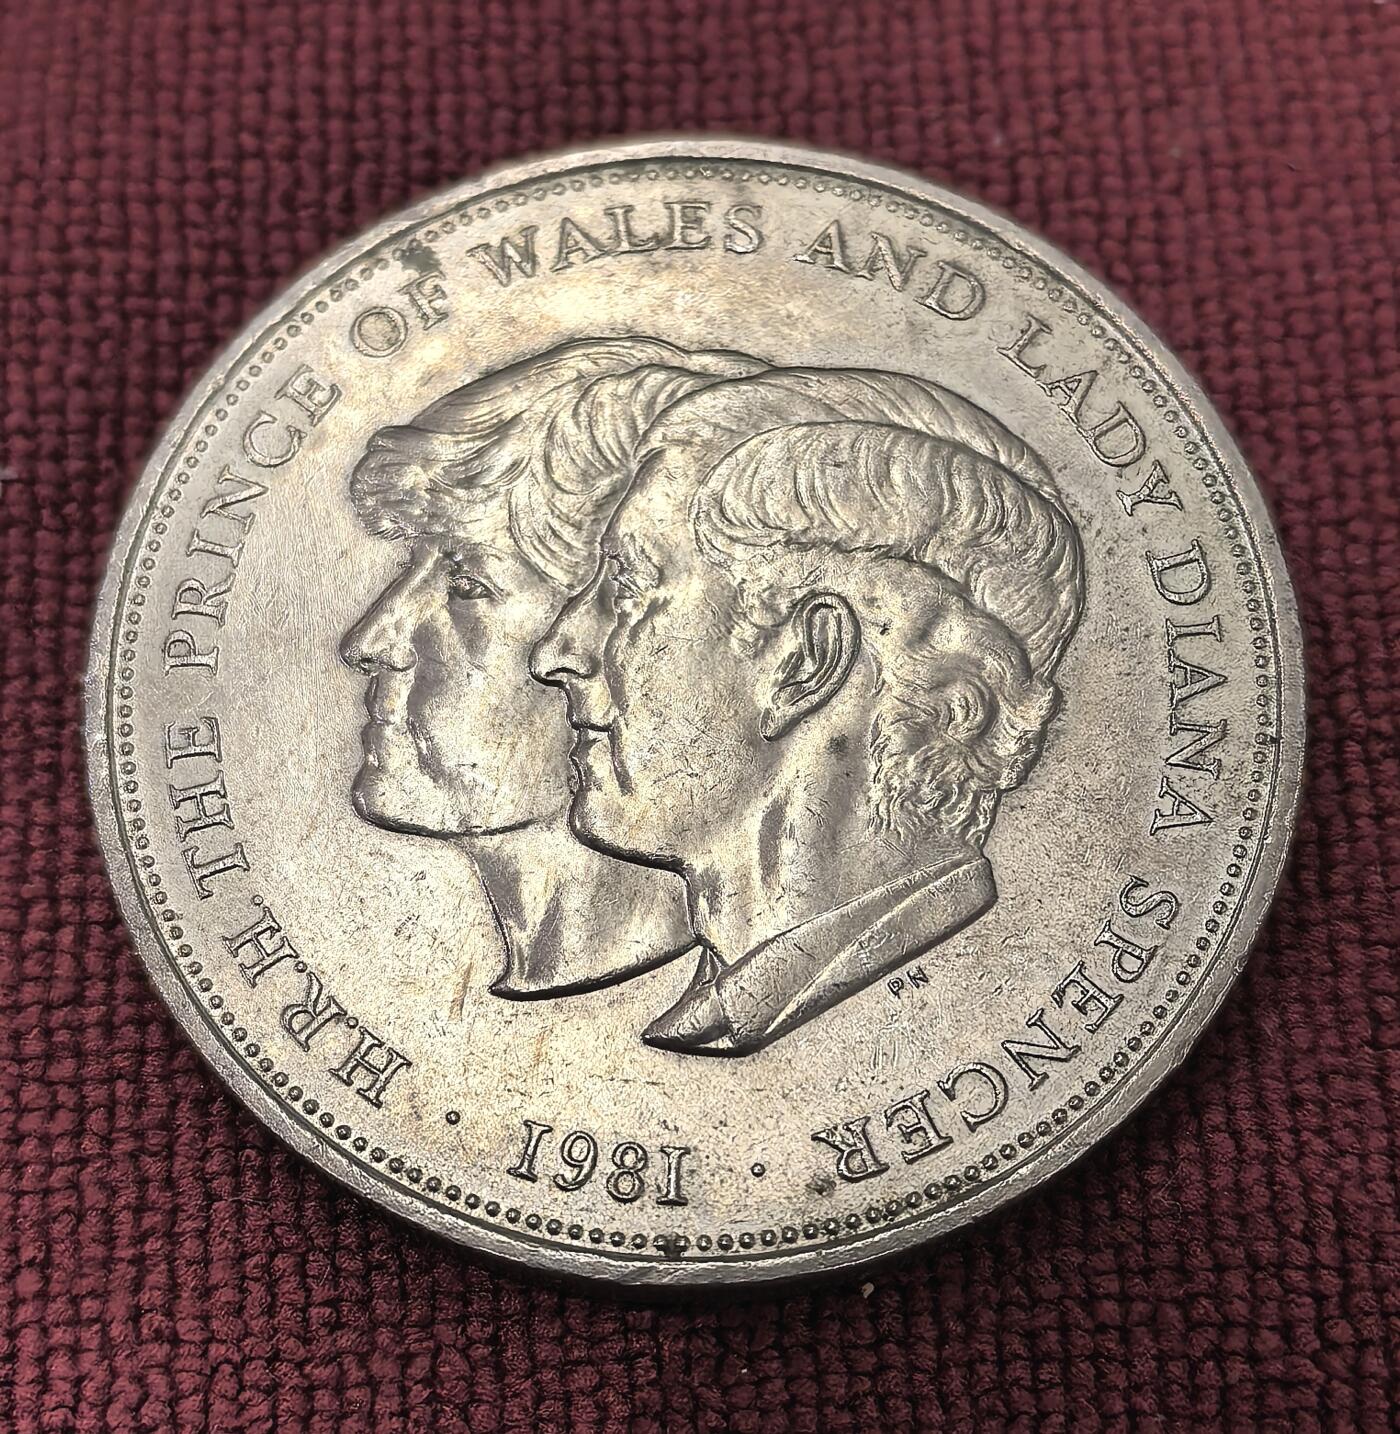 H.R.H. THE PRINCE OF WALES AND LADY DIANA SPENCER
· 1981 ·
PN